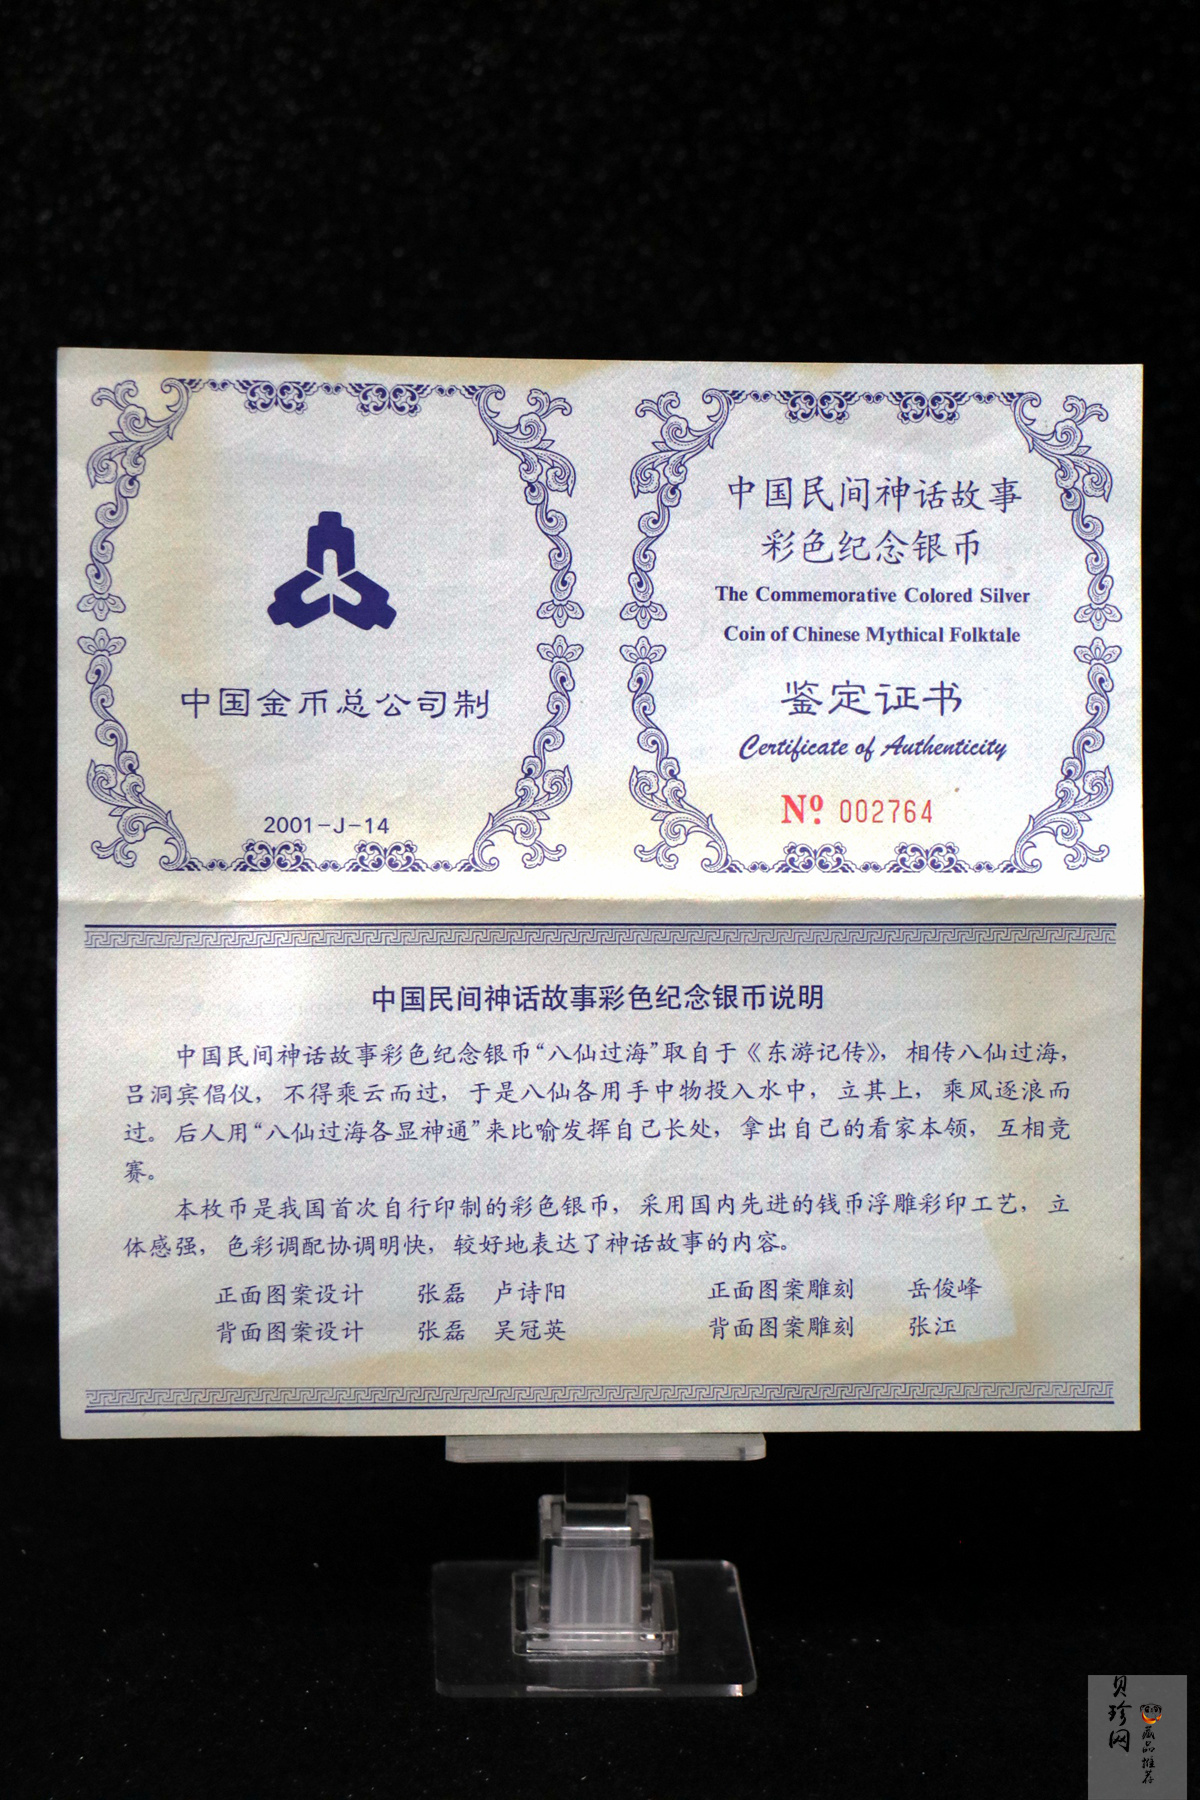 中国金币总公司制
2001-J-14
中国民间神话故事
彩色纪念银币
The Commemorative Colored Silver
Coin of Chinese Mythical Folktale
鉴定证书
Certificate of Authenticity
Nº 002764
中国民间神话故事彩色纪念银币说明
中国民间神话故事彩色纪念银币“八仙过海”取自于《东游记传》，相传八仙过海，
吕洞宾倡仪，不得乘云而过，于是八仙各用手中物投入水中，立其上，乘风逐浪而
过。后人用“八仙过海各显神通”来比喻发挥自己长处，拿出自己的看家本领，互相竞
赛。
本枚币是我国首次自行印制的彩色银币，采用国内先进的钱币浮雕彩印工艺，立
体感强，色彩调配协调明快，较好地表达了神话故事的内容。
正面图案设计 张磊 卢诗阳 正面图案雕刻 岳俊峰
背面图案设计 张磊 吴冠英 背面图案雕刻 张江
贝珍网
藏品推荐